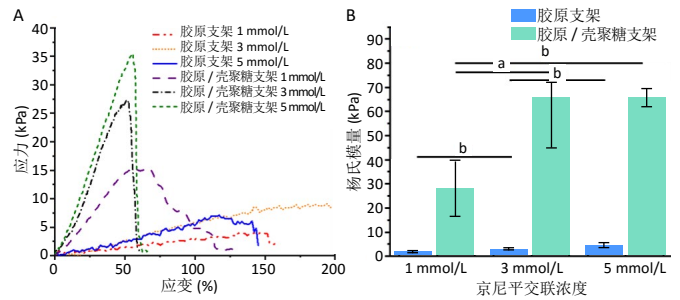 A
应力 (kPa)
40
35
30
25
20
15
10
5
0
胶原支架 1 mmol/L
胶原支架 3 mmol/L
胶原支架 5 mmol/L
胶原 / 壳聚糖支架 1 mmol/L
胶原 / 壳聚糖支架 3 mmol/L
胶原 / 壳聚糖支架 5 mmol/L
0 50 100 150 200
应变 (%)
B
胶原支架
胶原 / 壳聚糖支架
杨氏模量 (kPa)
90
80
70
60
50
40
30
20
10
0
b
a
b
b
1 mmol/L 3 mmol/L 5 mmol/L
京尼平交联浓度